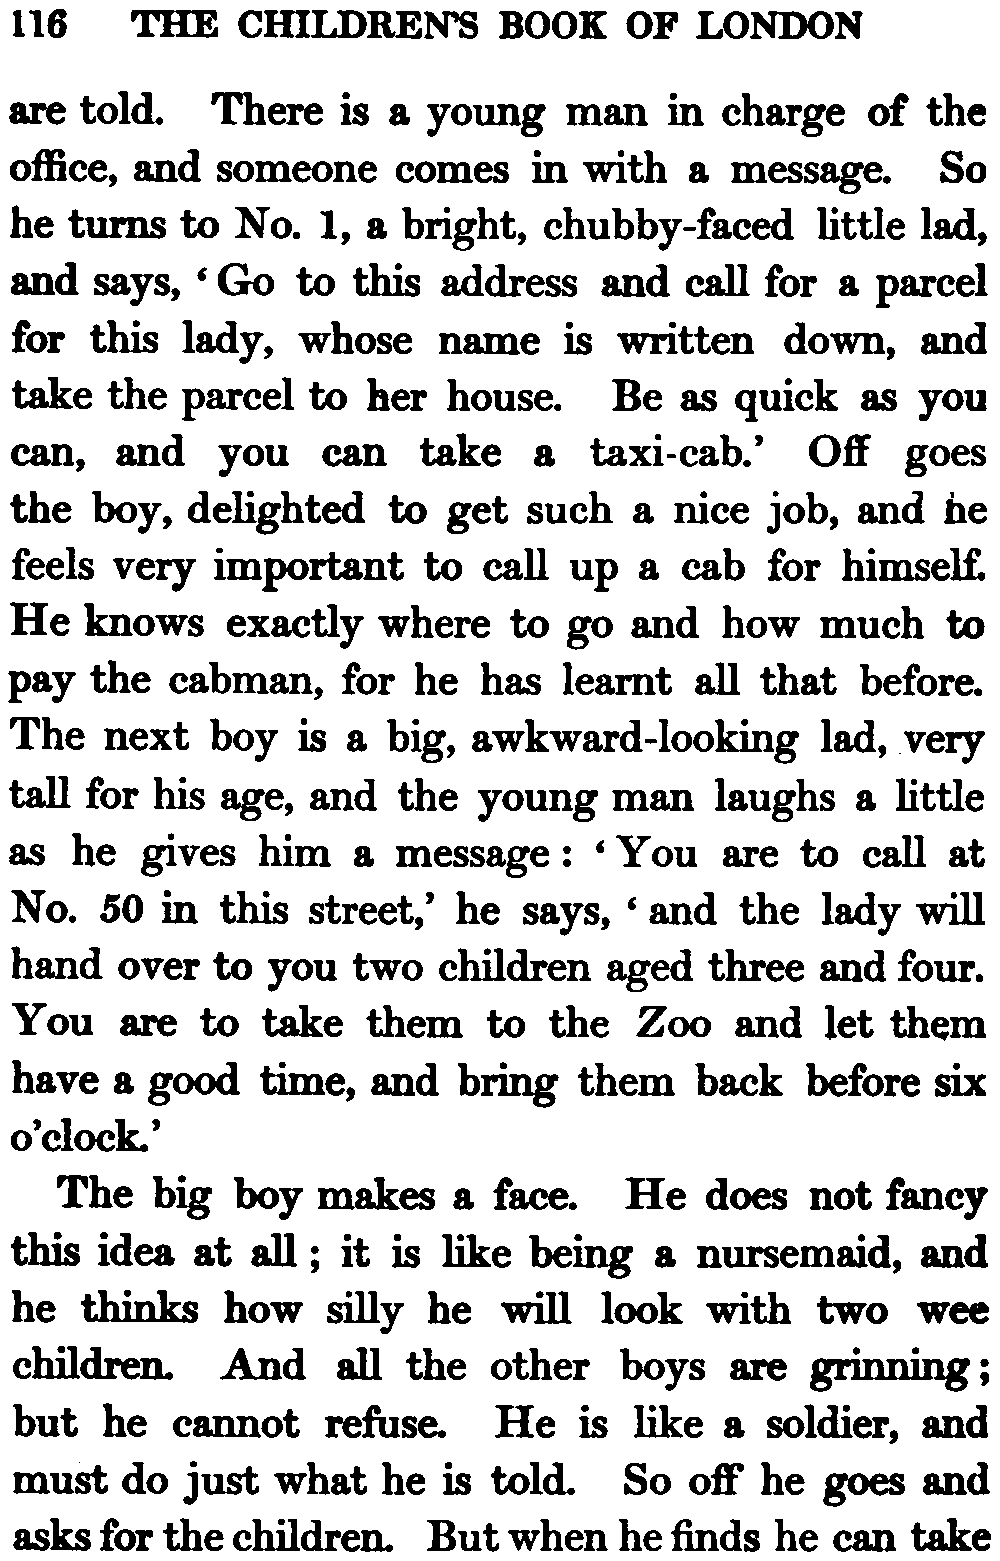 116 THE CHILDREN'S BOOK OF LONDON
are told. There is a young man in charge of the
office, and someone comes in with a message. So
he turns to No. 1, a bright, chubby-faced little lad,
and says, ‘Go to this address and call for a parcel
for this lady, whose name is written down, and
take the parcel to her house. Be as quick as you
can, and you can take a taxi-cab.’ Off goes
the boy, delighted to get such a nice job, and he
feels very important to call up a cab for himself.
He knows exactly where to go and how much to
pay the cabman, for he has learnt all that before.
The next boy is a big, awkward-looking lad, very
tall for his age, and the young man laughs a little
as he gives him a message: ‘You are to call at
No. 50 in this street,’ he says, ‘and the lady will
hand over to you two children aged three and four.
You are to take them to the Zoo and let them
have a good time, and bring them back before six
o’clock.’
The big boy makes a face. He does not fancy
this idea at all; it is like being a nursemaid, and
he thinks how silly he will look with two wee
children. And all the other boys are grinning;
but he cannot refuse. He is like a soldier, and
must do just what he is told. So off he goes and
asks for the children. But when he finds he can take